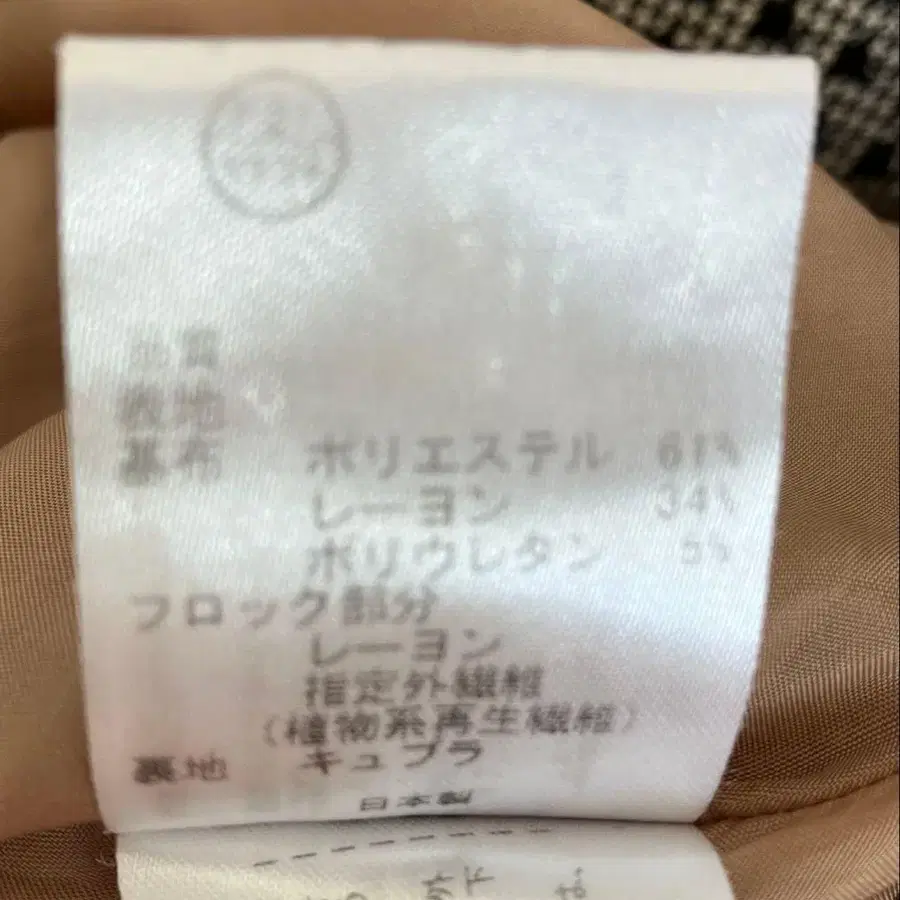 品質
表地
基布 ポリエステル 61%
レーヨン 34%
ポリウレタン 5%
フロック部分
レーヨン
指定外繊維
(植物系再生繊維)
裏地 キュプラ
日本製